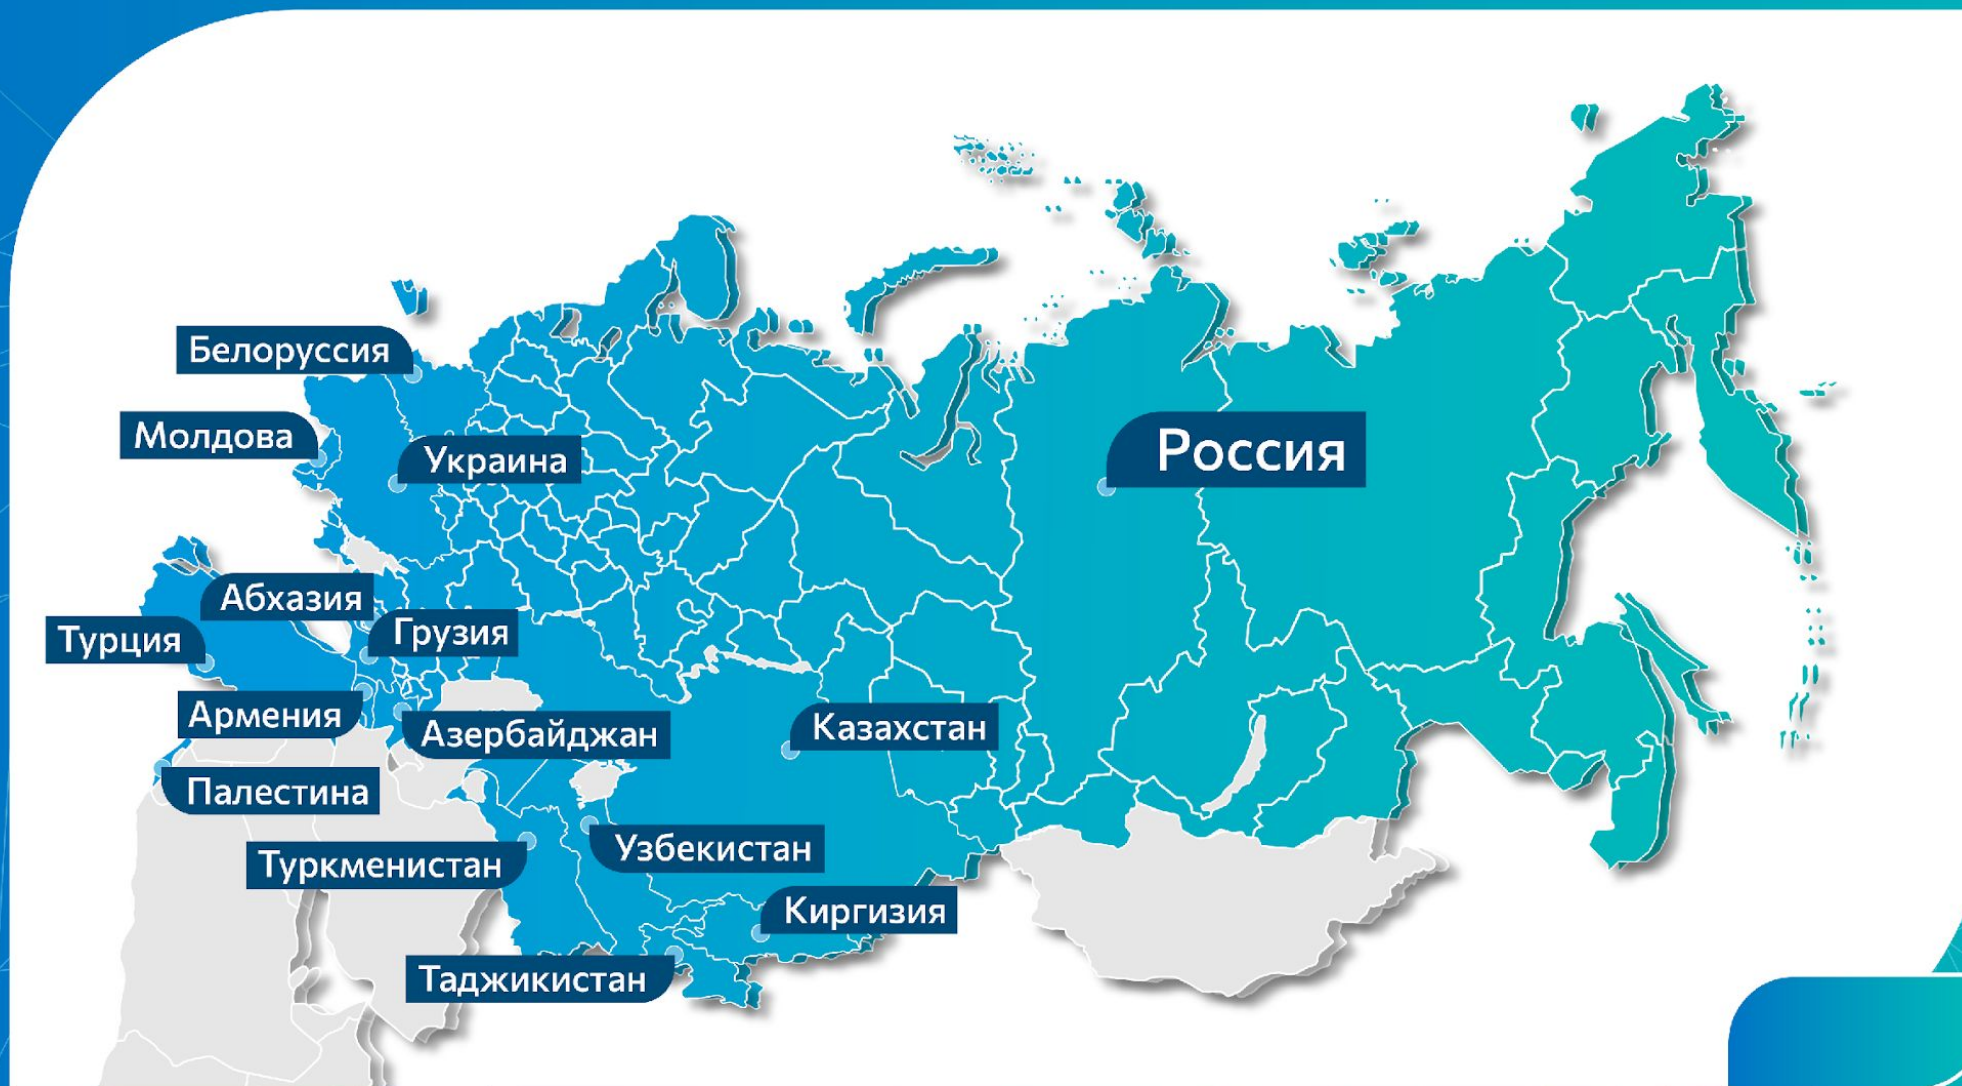 Белоруссия
Молдова
Украина
Россия
Абхазия
Турция
Грузия
Армения
Азербайджан
Казахстан
Палестина
Туркменистан
Узбекистан
Киргизия
Таджикистан